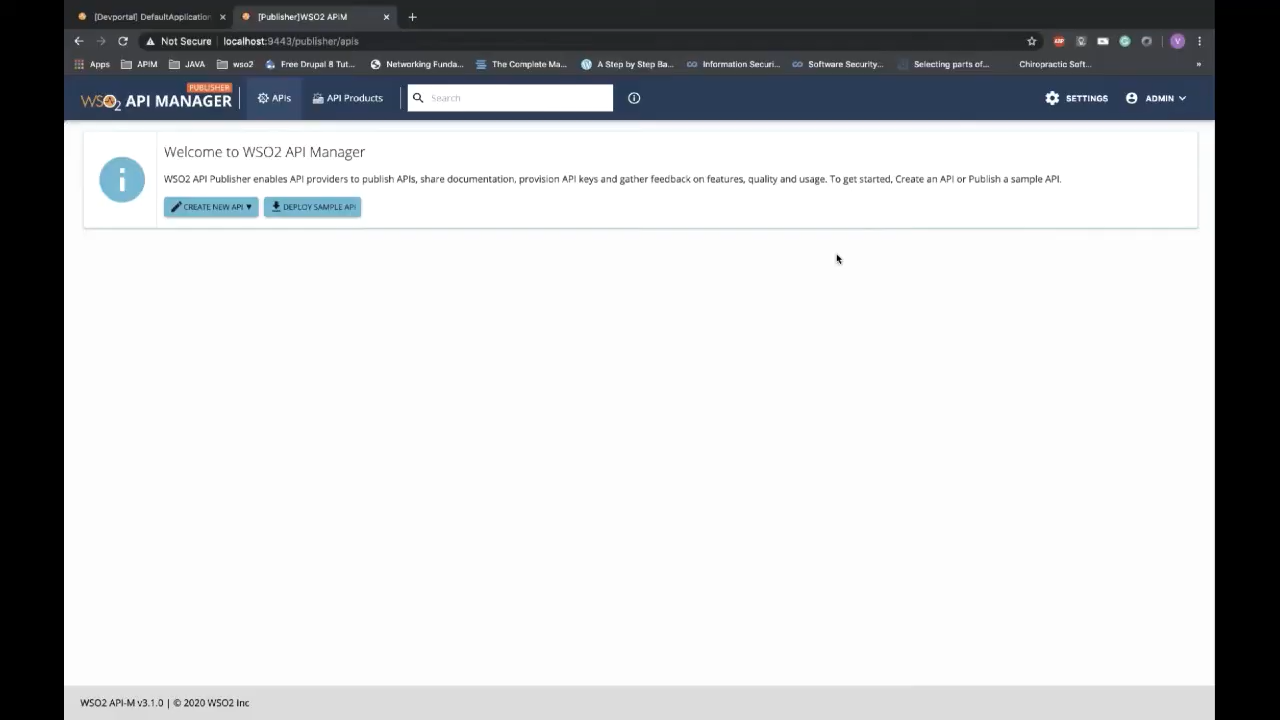 [Devportal] DefaultApplication
[Publisher]WSO2 APIM
Not Secure
localhost:9443/publisher/apis
Apps
APIM
JAVA
wso2
Free Drupal 8 Tut...
Networking Funda...
The Complete Ma...
A Step by Step Ba...
Information Securi...
Software Security...
Selecting parts of...
Chiropractic Soft...
»
PUBLISHER
WSO2 API MANAGER
APIs
API Products
Search
SETTINGS
ADMIN
Welcome to WSO2 API Manager
WSO2 API Publisher enables API providers to publish APIs, share documentation, provision API keys and gather feedback on features, quality and usage. To get started, Create an API or Publish a sample API.
CREATE NEW API ▼
DEPLOY SAMPLE API
WSO2 API-M v3.1.0 | © 2020 WSO2 Inc